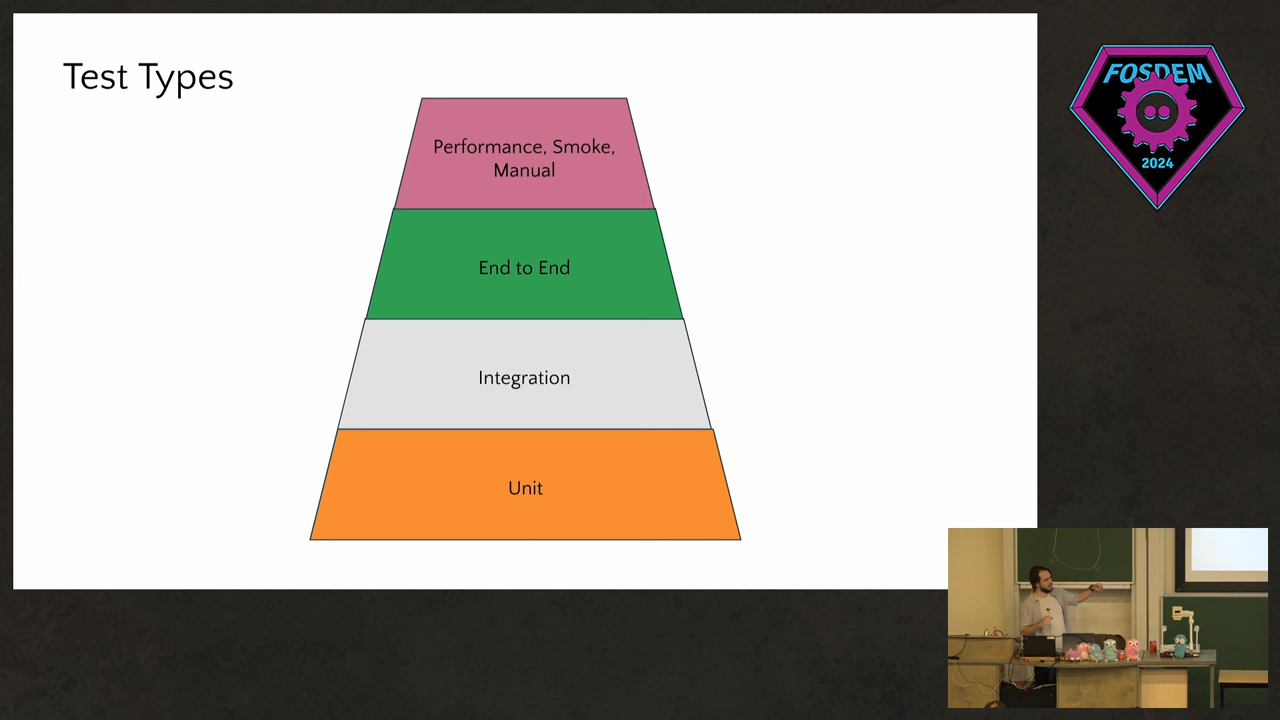 Test Types
Performance, Smoke,
Manual
End to End
Integration
Unit
FOSDEM
2024